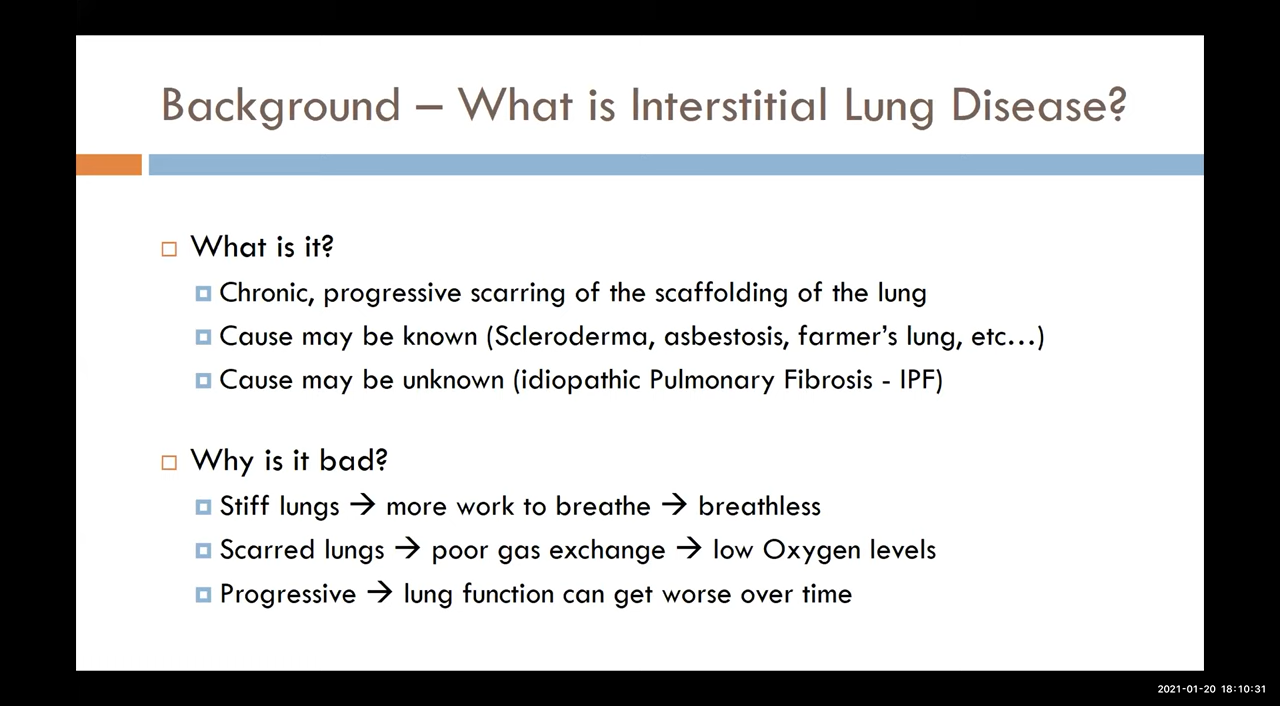 Background – What is Interstitial Lung Disease?
What is it?
Chronic, progressive scarring of the scaffolding of the lung
Cause may be known (Scleroderma, asbestosis, farmer’s lung, etc…)
Cause may be unknown (idiopathic Pulmonary Fibrosis - IPF)
Why is it bad?
Stiff lungs → more work to breathe → breathless
Scarred lungs → poor gas exchange → low Oxygen levels
Progressive → lung function can get worse over time
2021-01-20 18:10:31